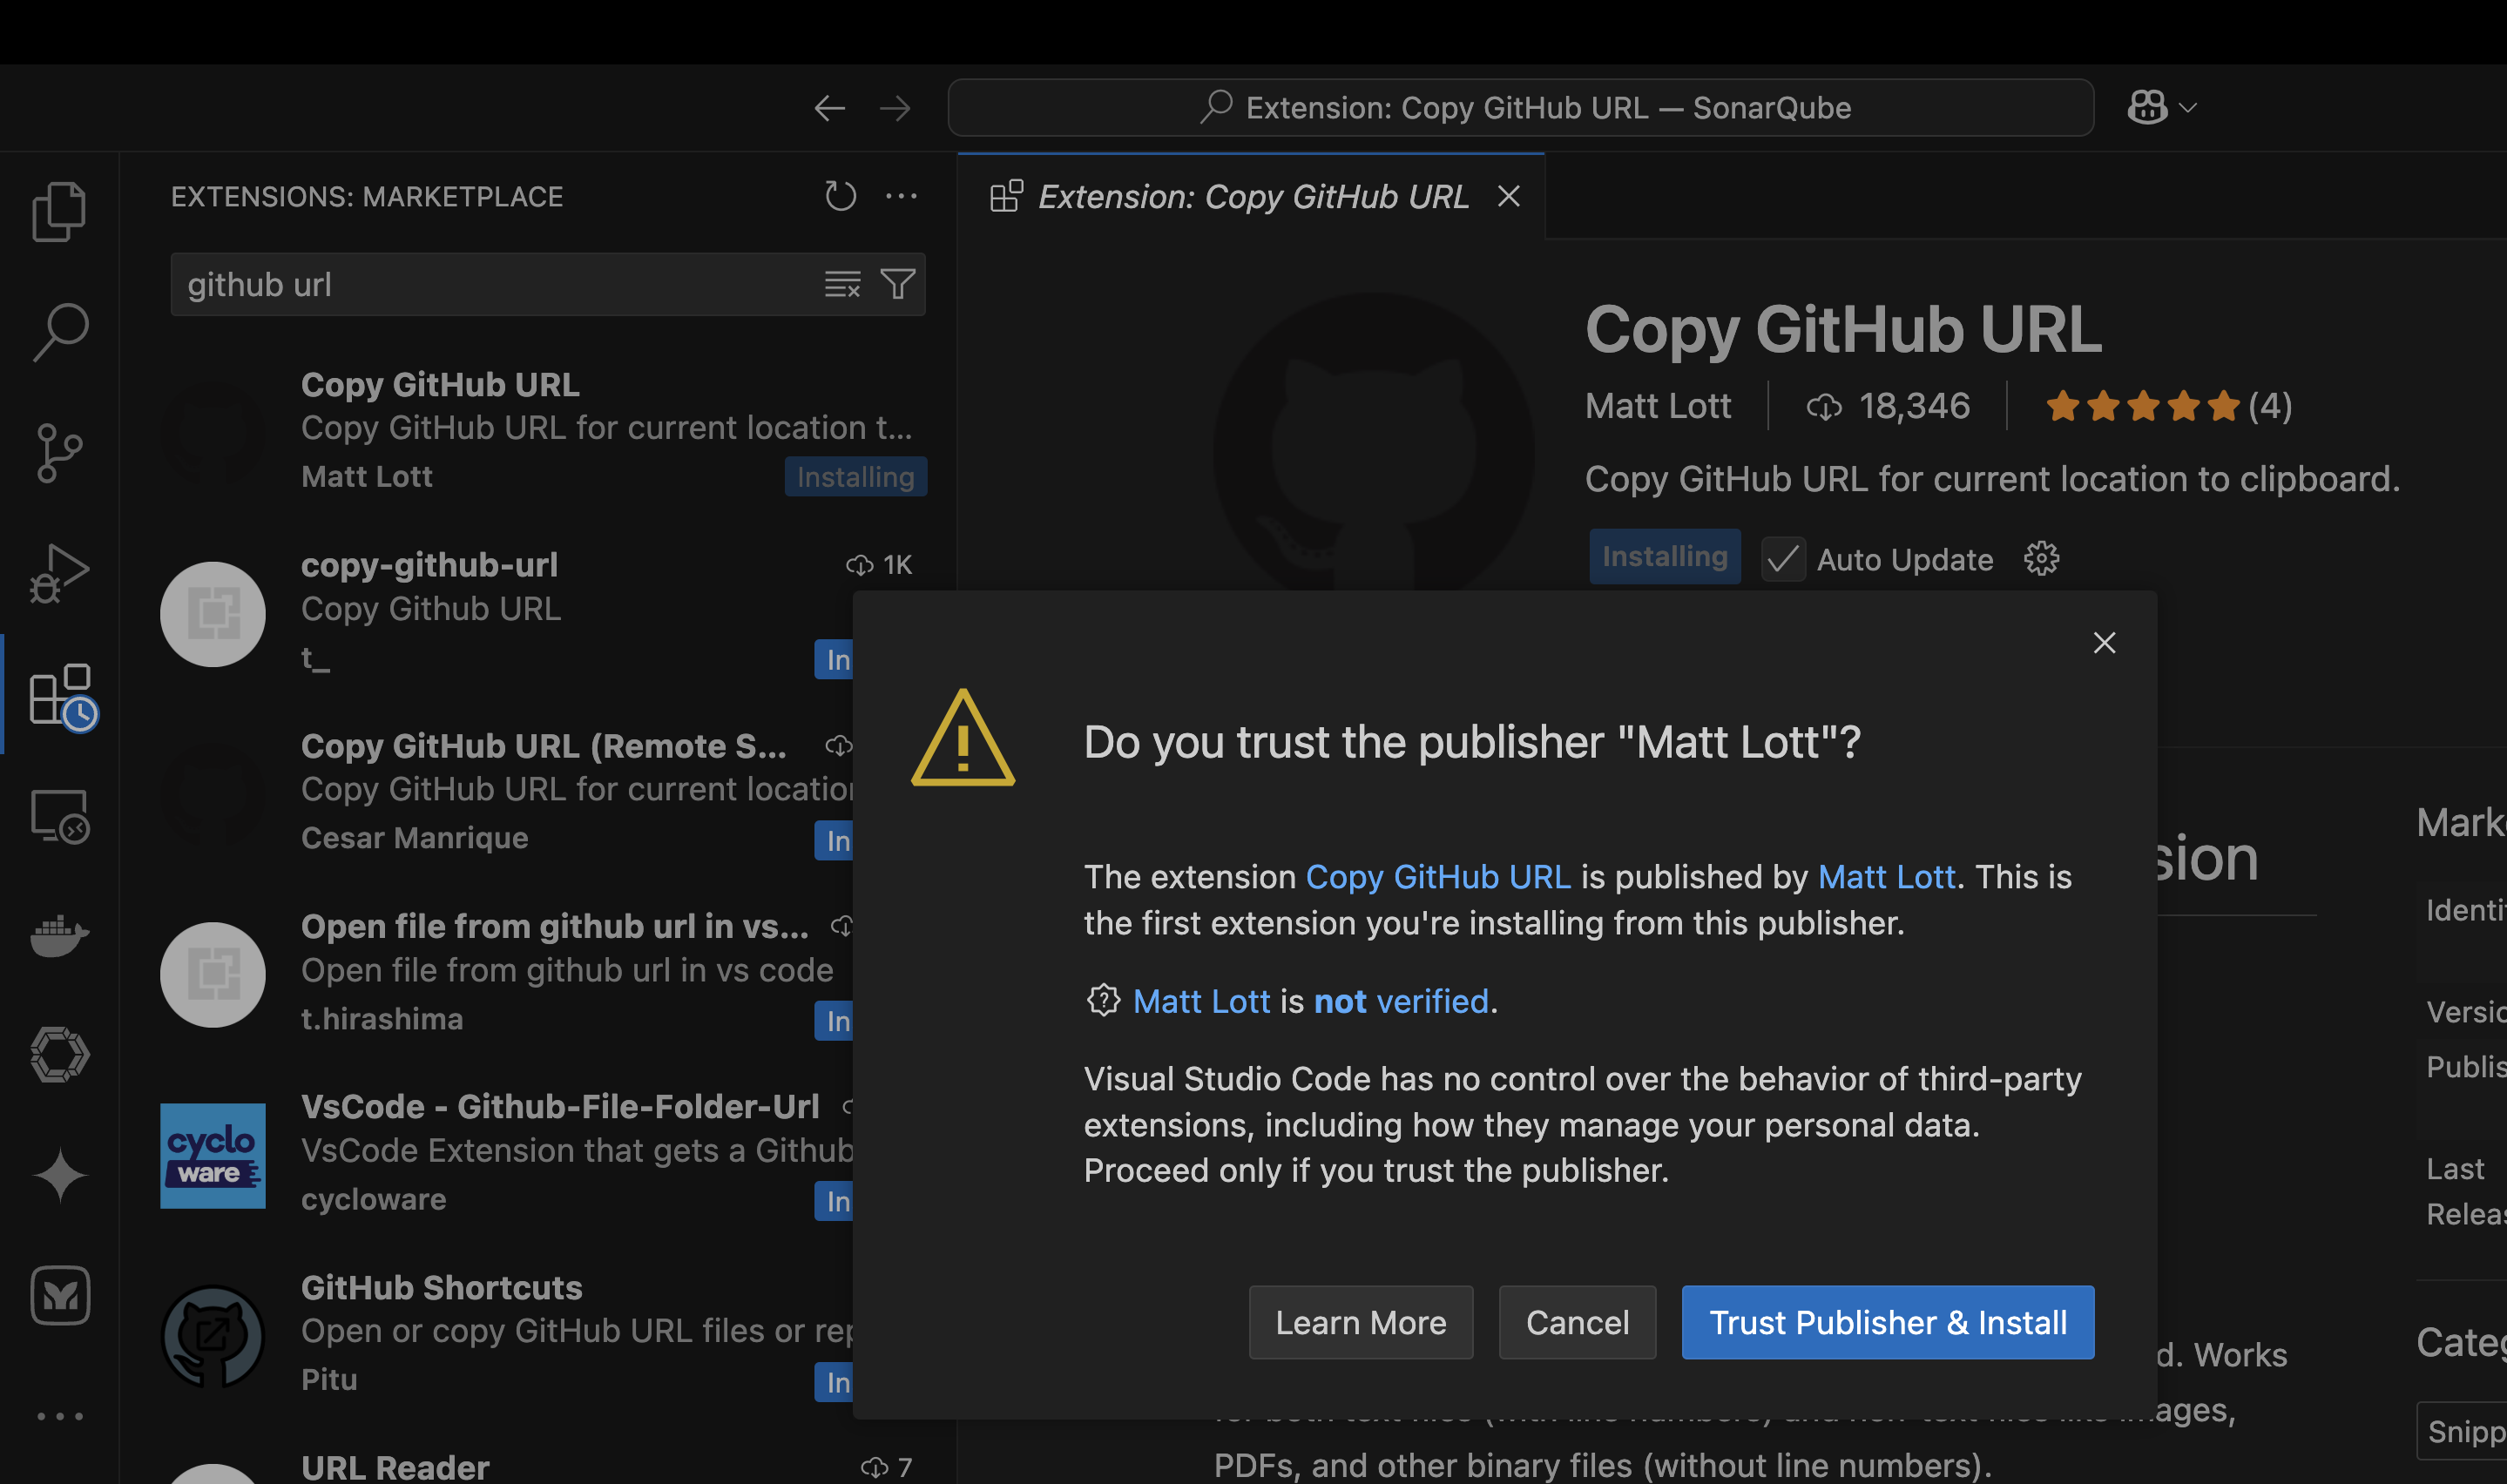 Extension: Copy GitHub URL — SonarQube
EXTENSIONS: MARKETPLACE
github url
Copy GitHub URL
Copy GitHub URL for current location t...
Matt Lott
Installing
copy-github-url
1K
Copy Github URL
t_
In
Copy GitHub URL (Remote S...
Copy GitHub URL for current location
Cesar Manrique
In
Open file from github url in vs...
Open file from github url in vs code
t.hirashima
In
VsCode - Github-File-Folder-Url
VsCode Extension that gets a Github
cycloware
In
cyclo
ware
GitHub Shortcuts
Open or copy GitHub URL files or rep
Pitu
In
URL Reader
7
Extension: Copy GitHub URL
Copy GitHub URL
Matt Lott
18,346
(4)
Copy GitHub URL for current location to clipboard.
Installing
Auto Update
Do you trust the publisher "Matt Lott"?
The extension Copy GitHub URL is published by Matt Lott. This is
the first extension you're installing from this publisher.
Matt Lott is not verified.
Visual Studio Code has no control over the behavior of third-party
extensions, including how they manage your personal data.
Proceed only if you trust the publisher.
Learn More
Cancel
Trust Publisher & Install
sion
Mark
Identi
Versio
Publis
Last
Releas
Categ
Snipp
d. Works
ages,
PDFs, and other binary files (without line numbers).